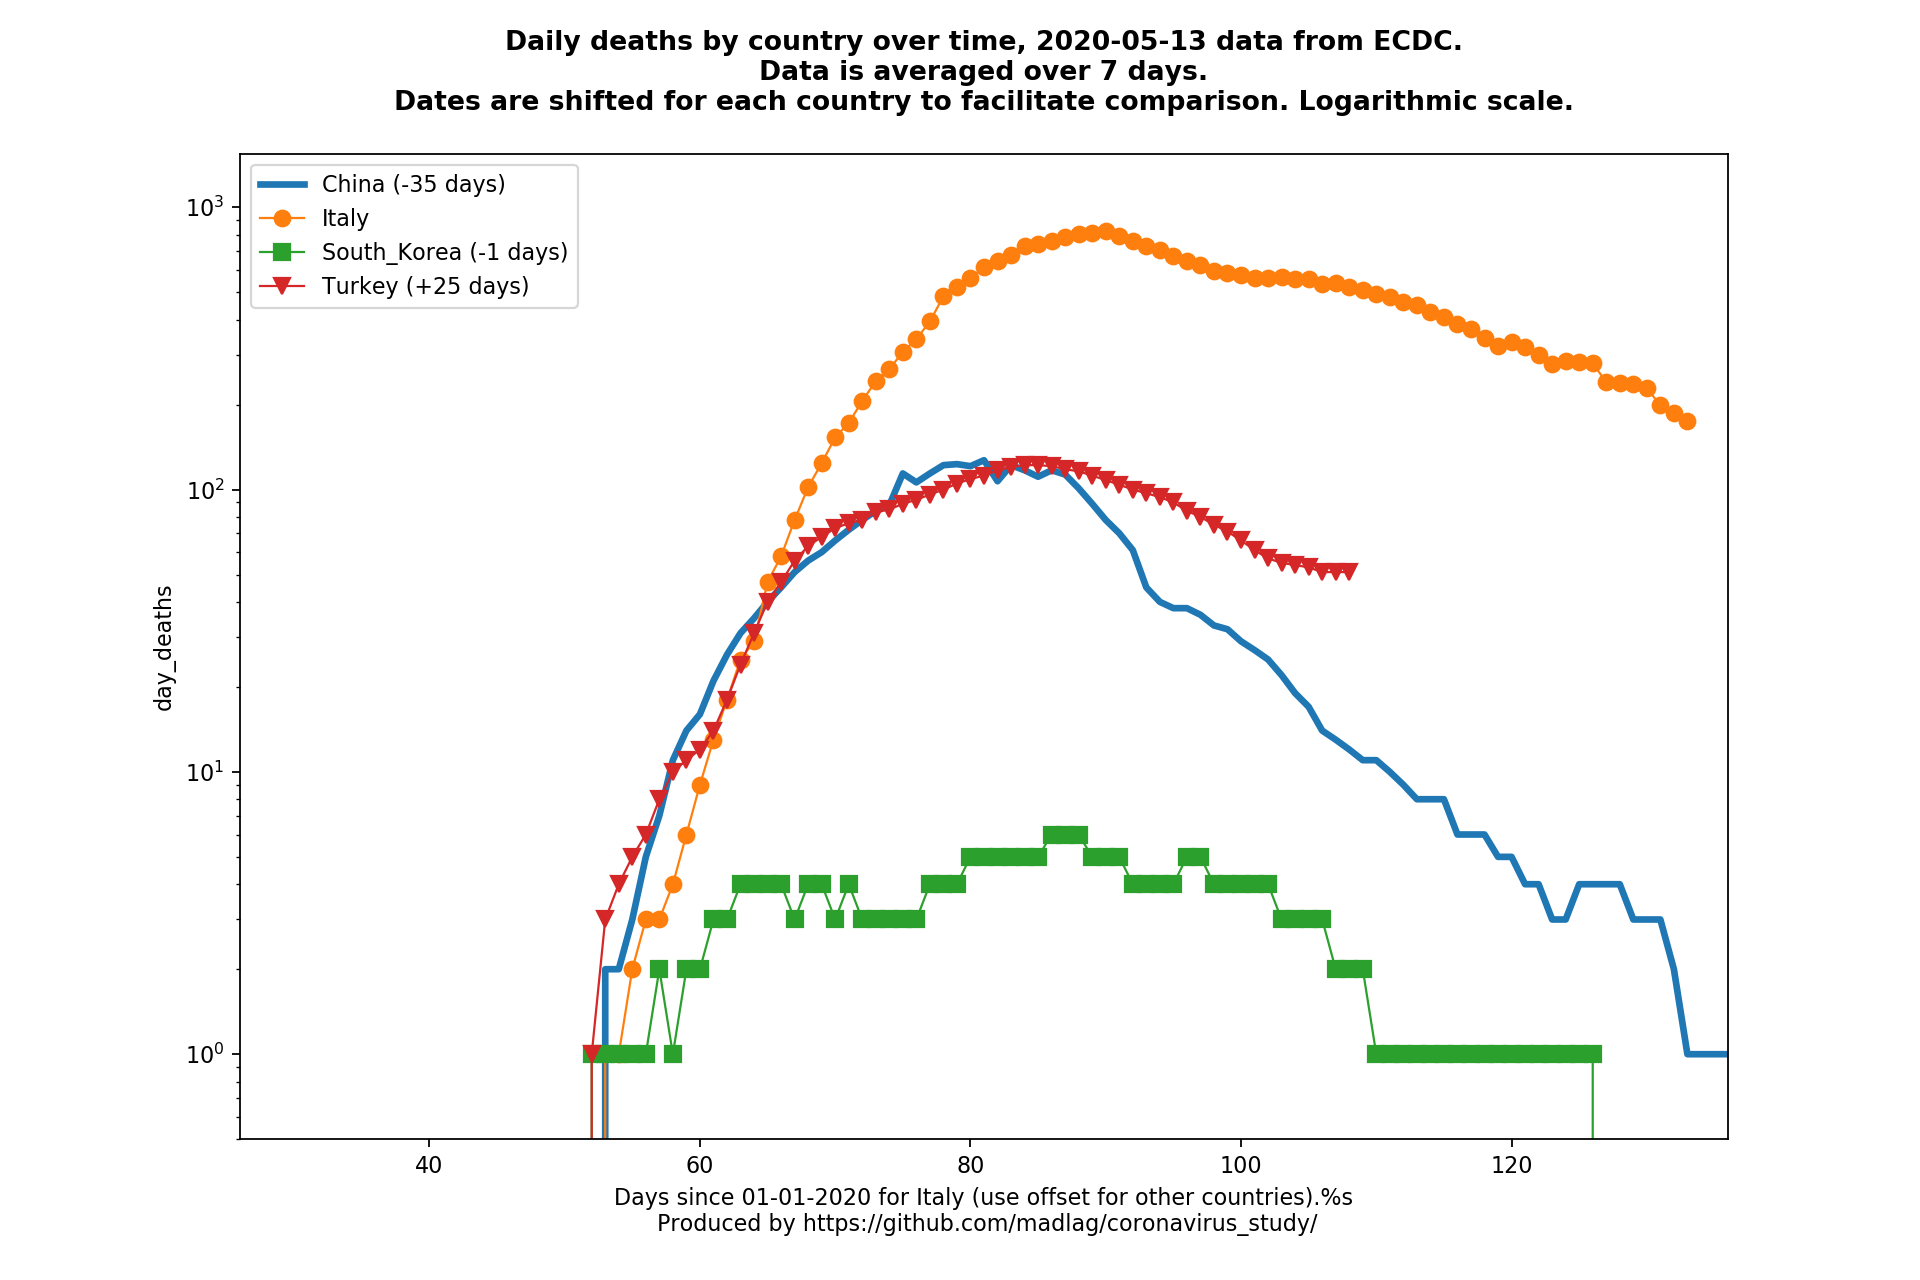 Daily deaths by country over time, 2020-05-13 data from ECDC.
Data is averaged over 7 days.
Dates are shifted for each country to facilitate comparison. Logarithmic scale.
China (-35 days)
Italy
South_Korea (-1 days)
Turkey (+25 days)
10³
10²
10¹
10⁰
day_deaths
40 60 80 100 120
Days since 01-01-2020 for Italy (use offset for other countries).%s
Produced by https://github.com/madlag/coronavirus_study/